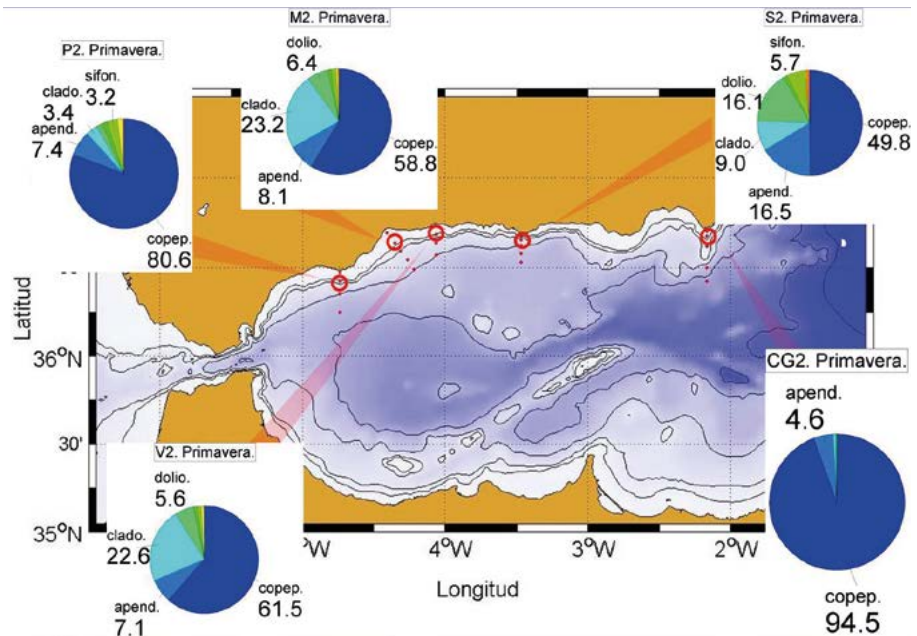 M2. Primavera.
dolio.
6.4
clado.
23.2
copep.
58.8
apend.
8.1
S2. Primavera.
sifon.
5.7
dolio.
16.1
copep.
49.8
clado.
9.0
apend.
16.5
P2. Primavera.
sifon.
3.2
clado.
3.4
apend.
7.4
copep.
80.6
Latitud
36°N
30'
35°N
4°W
3°W
2°W
Longitud
CG2. Primavera.
apend.
4.6
copep.
94.5
V2. Primavera.
dolio.
5.6
clado.
22.6
copep.
61.5
apend.
7.1